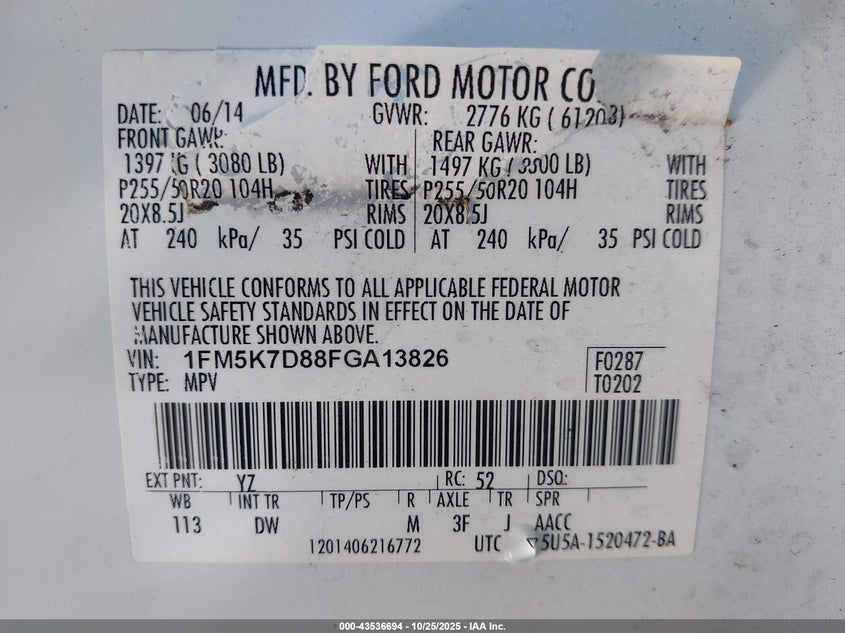 MFD. BY FORD MOTOR CO
DATE: 06/14 GVWR: 2776 KG
FRONT GAWR: REAR GAWR:
1397 KG ( 3080 LB) WITH 1497 KG ( 3300 LB) WITH
P255/50R20 104H TIRES P255/50R20 104H TIRES
20X8.5J RIMS 20X8.5J RIMS
AT 240 kPa/ 35 PSI COLD AT 240 kPa/ 35 PSI COLD
THIS VEHICLE CONFORMS TO ALL APPLICABLE FEDERAL MOTOR
VEHICLE SAFETY STANDARDS IN EFFECT ON THE DATE OF
MANUFACTURE SHOWN ABOVE.
VIN: 1FM5K7D88FGA13826 F0287
TYPE: MPV T0202
EXT PNT: YZ RC: 52 DSO:
WB INT TR TP/PS R AXLE TR SPR
113 DW M 3F J AACC
1201406216772 UTC 5U5A-1520472-BA
000-43536694 - 10/25/2025 - IAA Inc.